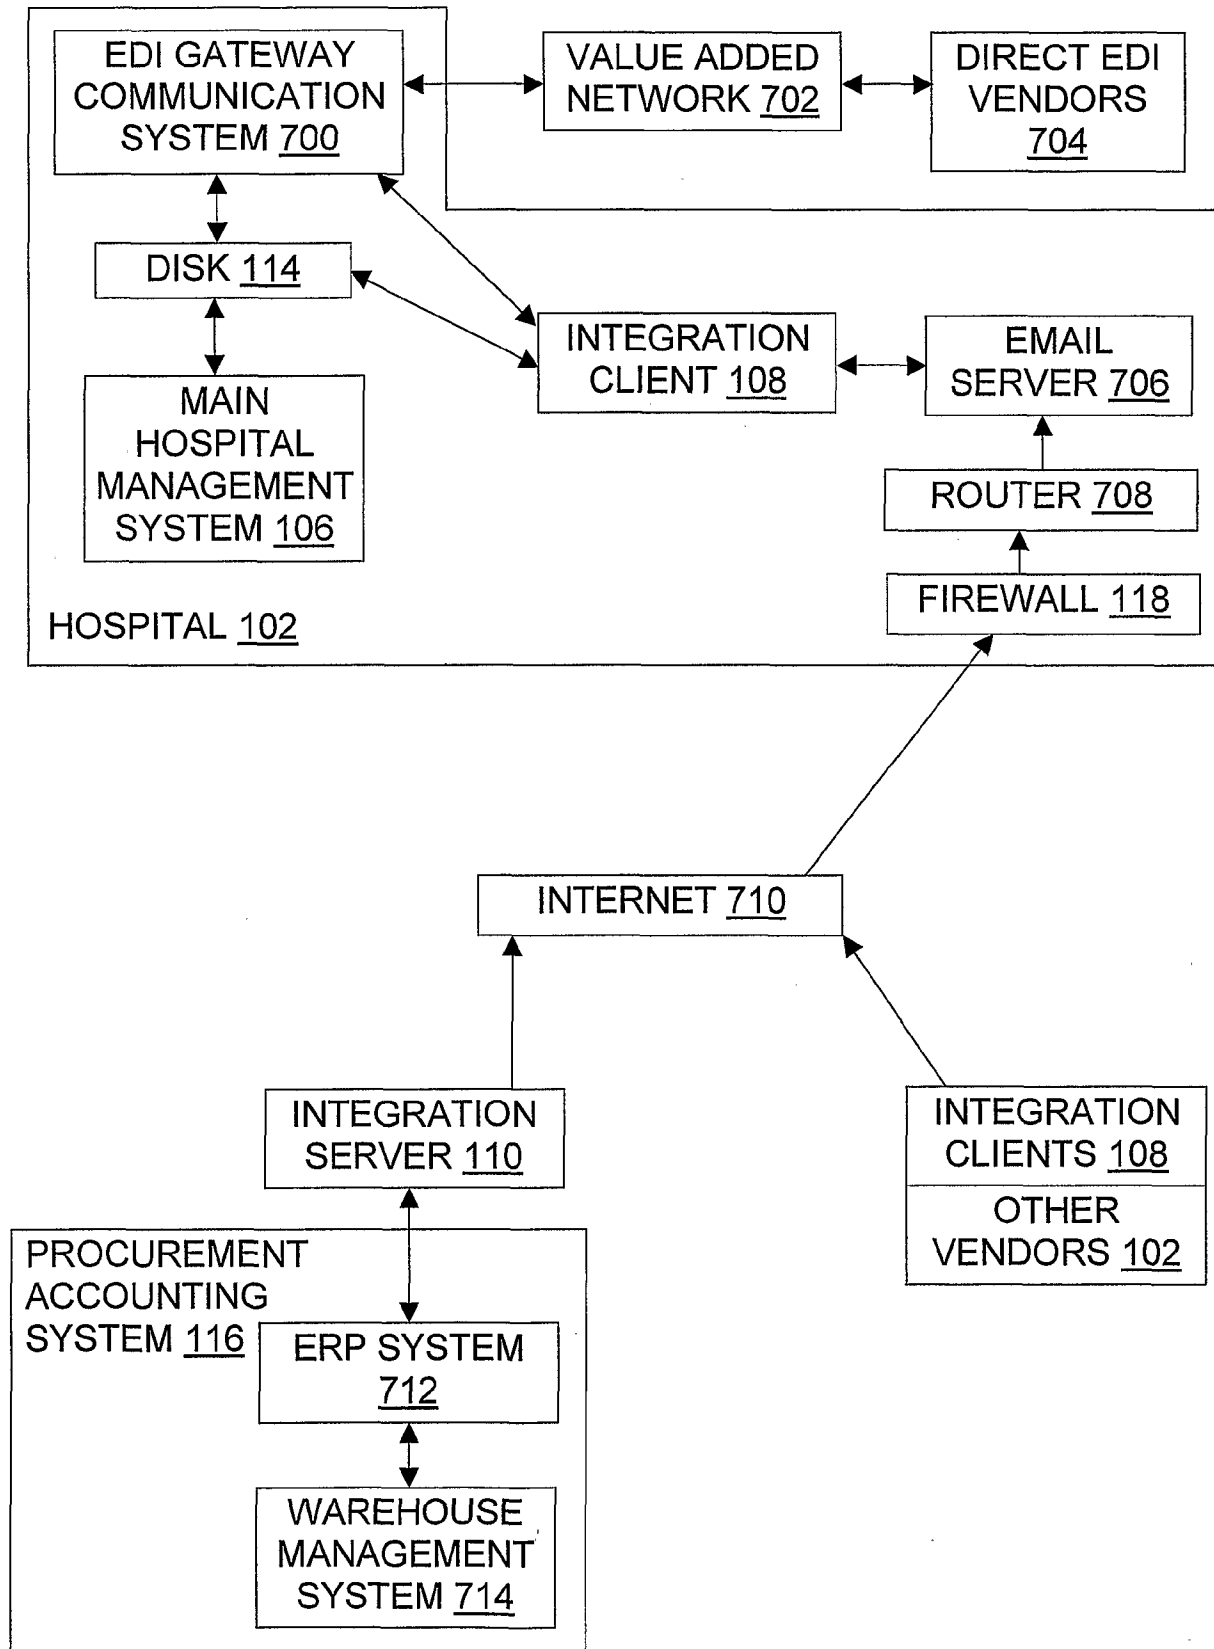 EDI GATEWAY
COMMUNICATION
SYSTEM 700
VALUE ADDED
NETWORK 702
DIRECT EDI
VENDORS
704
DISK 114
INTEGRATION
CLIENT 108
EMAIL
SERVER 706
MAIN
HOSPITAL
MANAGEMENT
SYSTEM 106
ROUTER 708
FIREWALL 118
HOSPITAL 102
INTERNET 710
INTEGRATION
SERVER 110
INTEGRATION
CLIENTS 108
OTHER
VENDORS 102
PROCUREMENT
ACCOUNTING
SYSTEM 116
ERP SYSTEM
712
WAREHOUSE
MANAGEMENT
SYSTEM 714